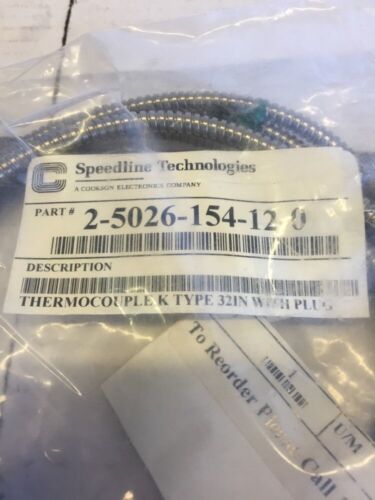 Speedline Technologies
A COOKSON ELECTRONICS COMPANY
PART # 2-5026-154-12-0
DESCRIPTION
THERMOCOUPLE K TYPE 32IN WITH PLUG
1
U/M
To Reorder Please Call